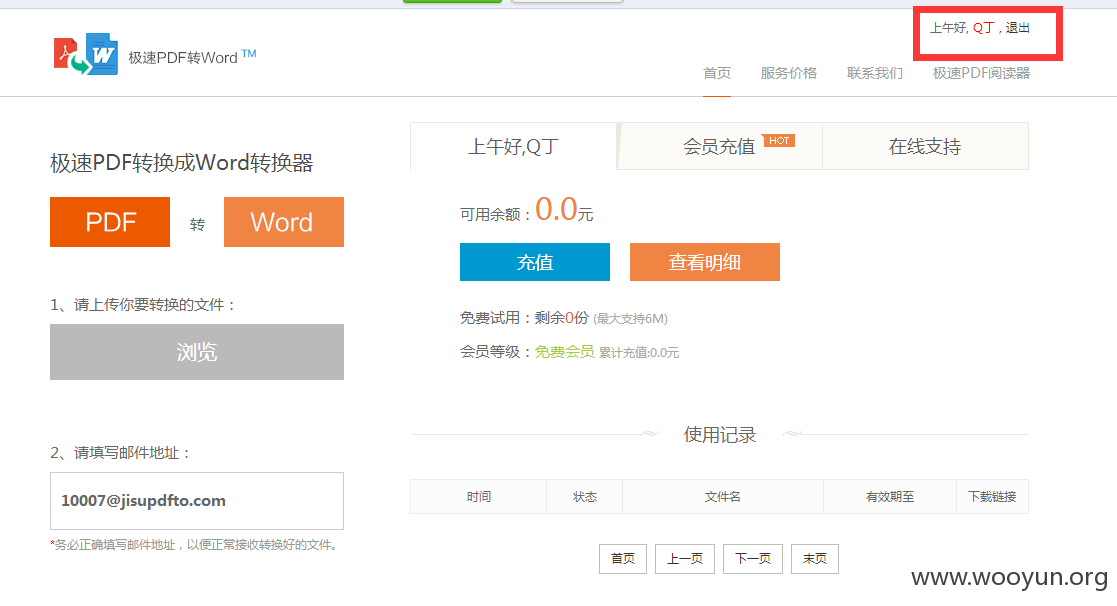 上午好, Q丁 , 退出
极速PDF转Word TM
首页 服务价格 联系我们 极速PDF阅读器
上午好,Q丁 会员充值 HOT 在线支持
极速PDF转换成Word转换器
PDF 转 Word
可用余额：0.0元
充值 查看明细
1、请上传你要转换的文件：
浏览
免费试用：剩余0份 (最大支持6M)
会员等级：免费会员 累计充值:0.0元
使用记录
2、请填写邮件地址：
10007@jisupdfto.com
*务必正确填写邮件地址，以便正常接收转换好的文件。
时间 状态 文件名 有效期至 下载链接
首页 上一页 下一页 末页
www.wooyun.org